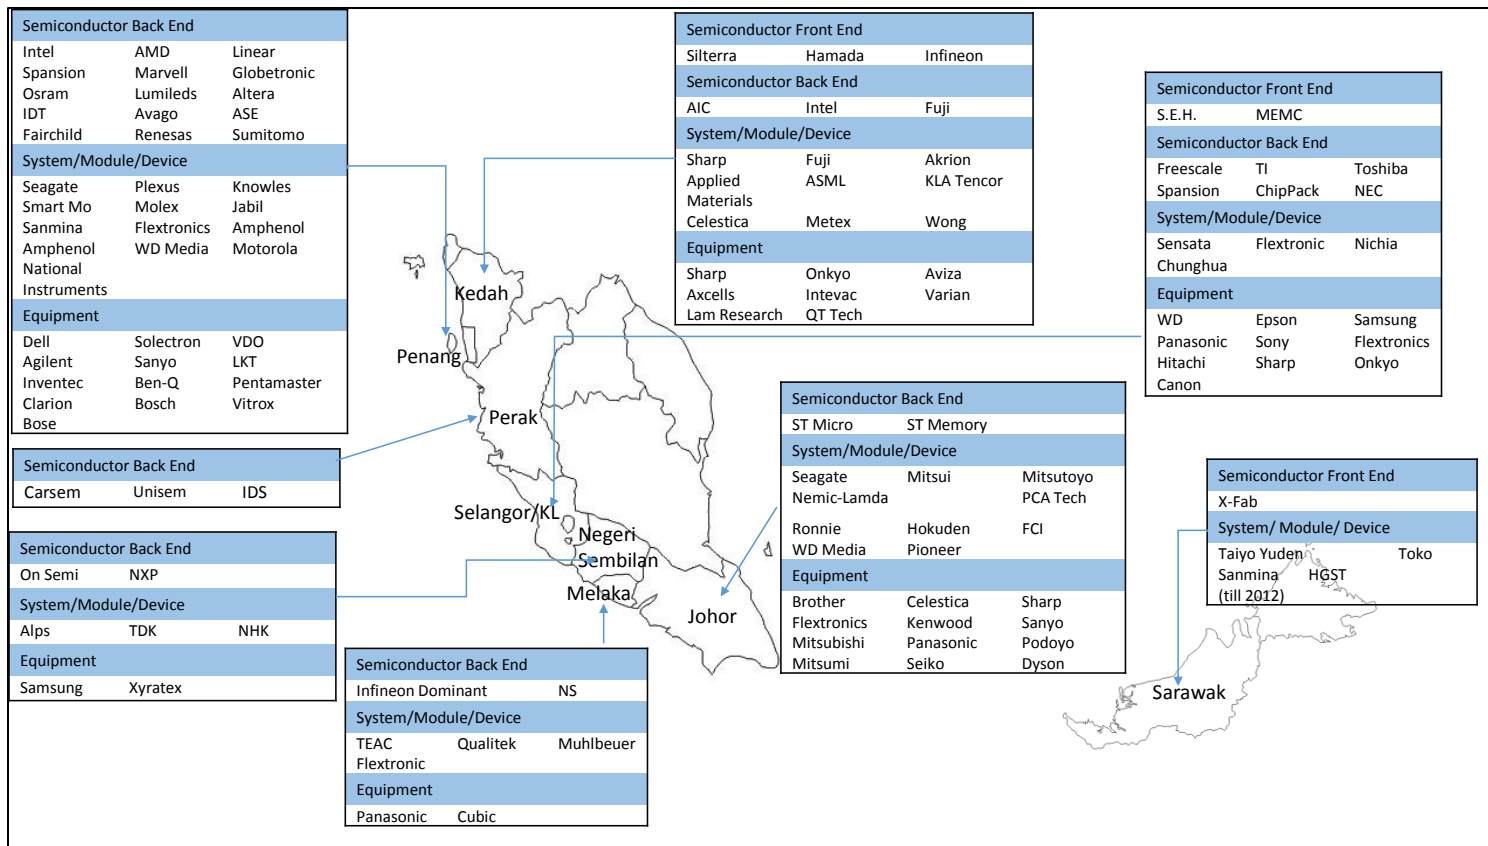 Semiconductor Back End
Intel AMD Linear
Spansion Marvell Globetronic
Osram Lumileds Altera
IDT Avago ASE
Fairchild Renesas Sumitomo
System/Module/Device
Seagate Plexus Knowles
Smart Mo Molex Jabil
Sanmina Flextronics Amphenol
Amphenol WD Media Motorola
National
Instruments
Equipment
Dell Solectron VDO
Agilent Sanyo LKT
Inventec Ben-Q Pentamaster
Clarion Bosch Vitrox
Bose
Semiconductor Back End
Carsem Unisem IDS
Semiconductor Back End
On Semi NXP
System/Module/Device
Alps TDK NHK
Equipment
Samsung Xyratex
Semiconductor Back End
Infineon Dominant NS
System/Module/Device
TEAC Qualitek Muhlbeuer
Flextronic
Equipment
Panasonic Cubic
Semiconductor Front End
Silterra Hamada Infineon
Semiconductor Back End
AIC Intel Fuji
System/Module/Device
Sharp Fuji Akrion
Applied ASML KLA Tencor
Materials
Celestica Metex Wong
Equipment
Sharp Onkyo Aviza
Axcells Intevac Varian
Lam Research QT Tech
Kedah
Penang
Perak
Selangor/KL
Negeri
Sembilan
Melaka
Johor
Semiconductor Back End
ST Micro ST Memory
System/Module/Device
Seagate Mitsui Mitsutoyo
Nemic-Lamda PCA Tech
Ronnie Hokuden FCI
WD Media Pioneer
Equipment
Brother Celestica Sharp
Flextronics Kenwood Sanyo
Mitsubishi Panasonic Podoyo
Mitsumi Seiko Dyson
Semiconductor Front End
S.E.H. MEMC
Semiconductor Back End
Freescale TI Toshiba
Spansion ChipPack NEC
System/Module/Device
Sensata Flextronic Nichia
Chunghua
Equipment
WD Epson Samsung
Panasonic Sony Flextronics
Hitachi Sharp Onkyo
Canon
Semiconductor Front End
X-Fab
System/ Module/ Device
Taiyo Yuden Toko
Sanmina HGST
(till 2012)
Sarawak